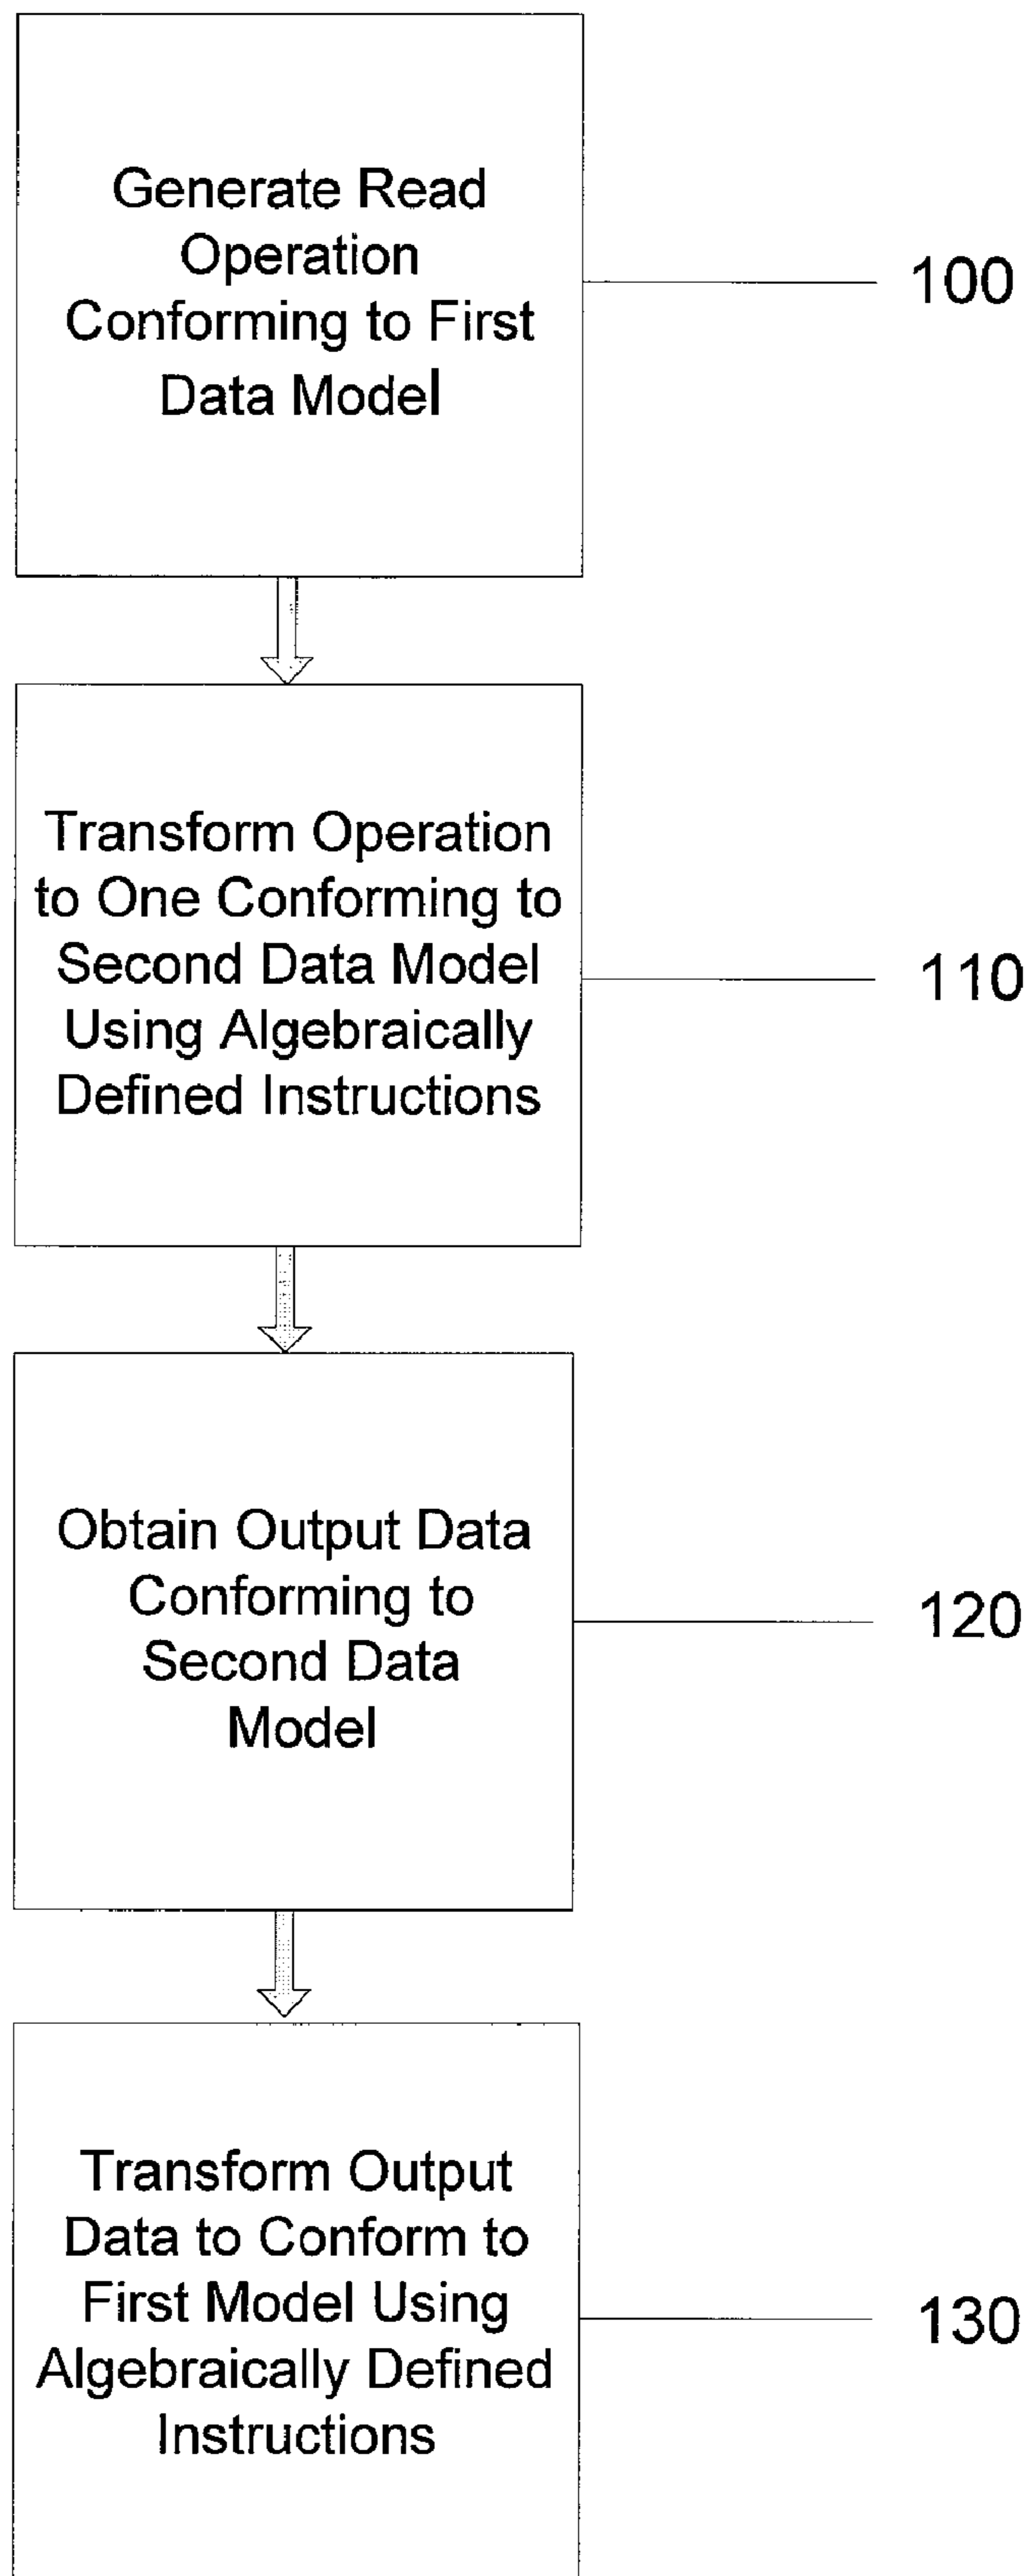 Generate Read
Operation
Conforming to First
Data Model
100
Transform Operation
to One Conforming to
Second Data Model
Using Algebraically
Defined Instructions
110
Obtain Output Data
Conforming to
Second Data
Model
120
Transform Output
Data to Conform to
First Model Using
Algebraically Defined
Instructions
130